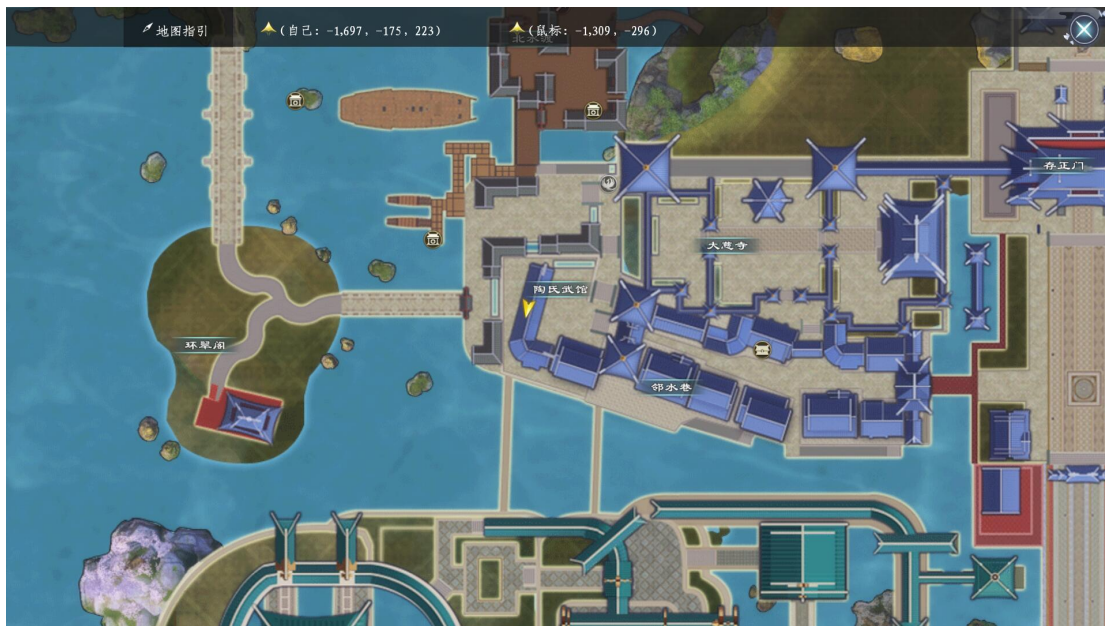 地图指引
(自己: -1,697, -175, 223)
(鼠标: -1,309, -296)
存正门
大慈寺
陶氏武馆
环翠阁
邻水巷